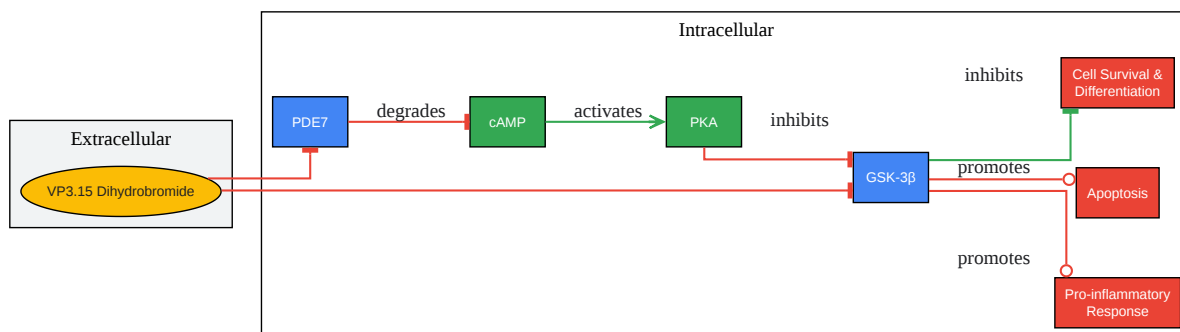 Intracellular
inhibits
Cell Survival &
Differentiation
degrades
activates
PDE7
cAMP
PKA
inhibits
Extracellular
VP3.15 Dihydrobromide
GSK-3β
promotes
Apoptosis
promotes
Pro-inflammatory
Response